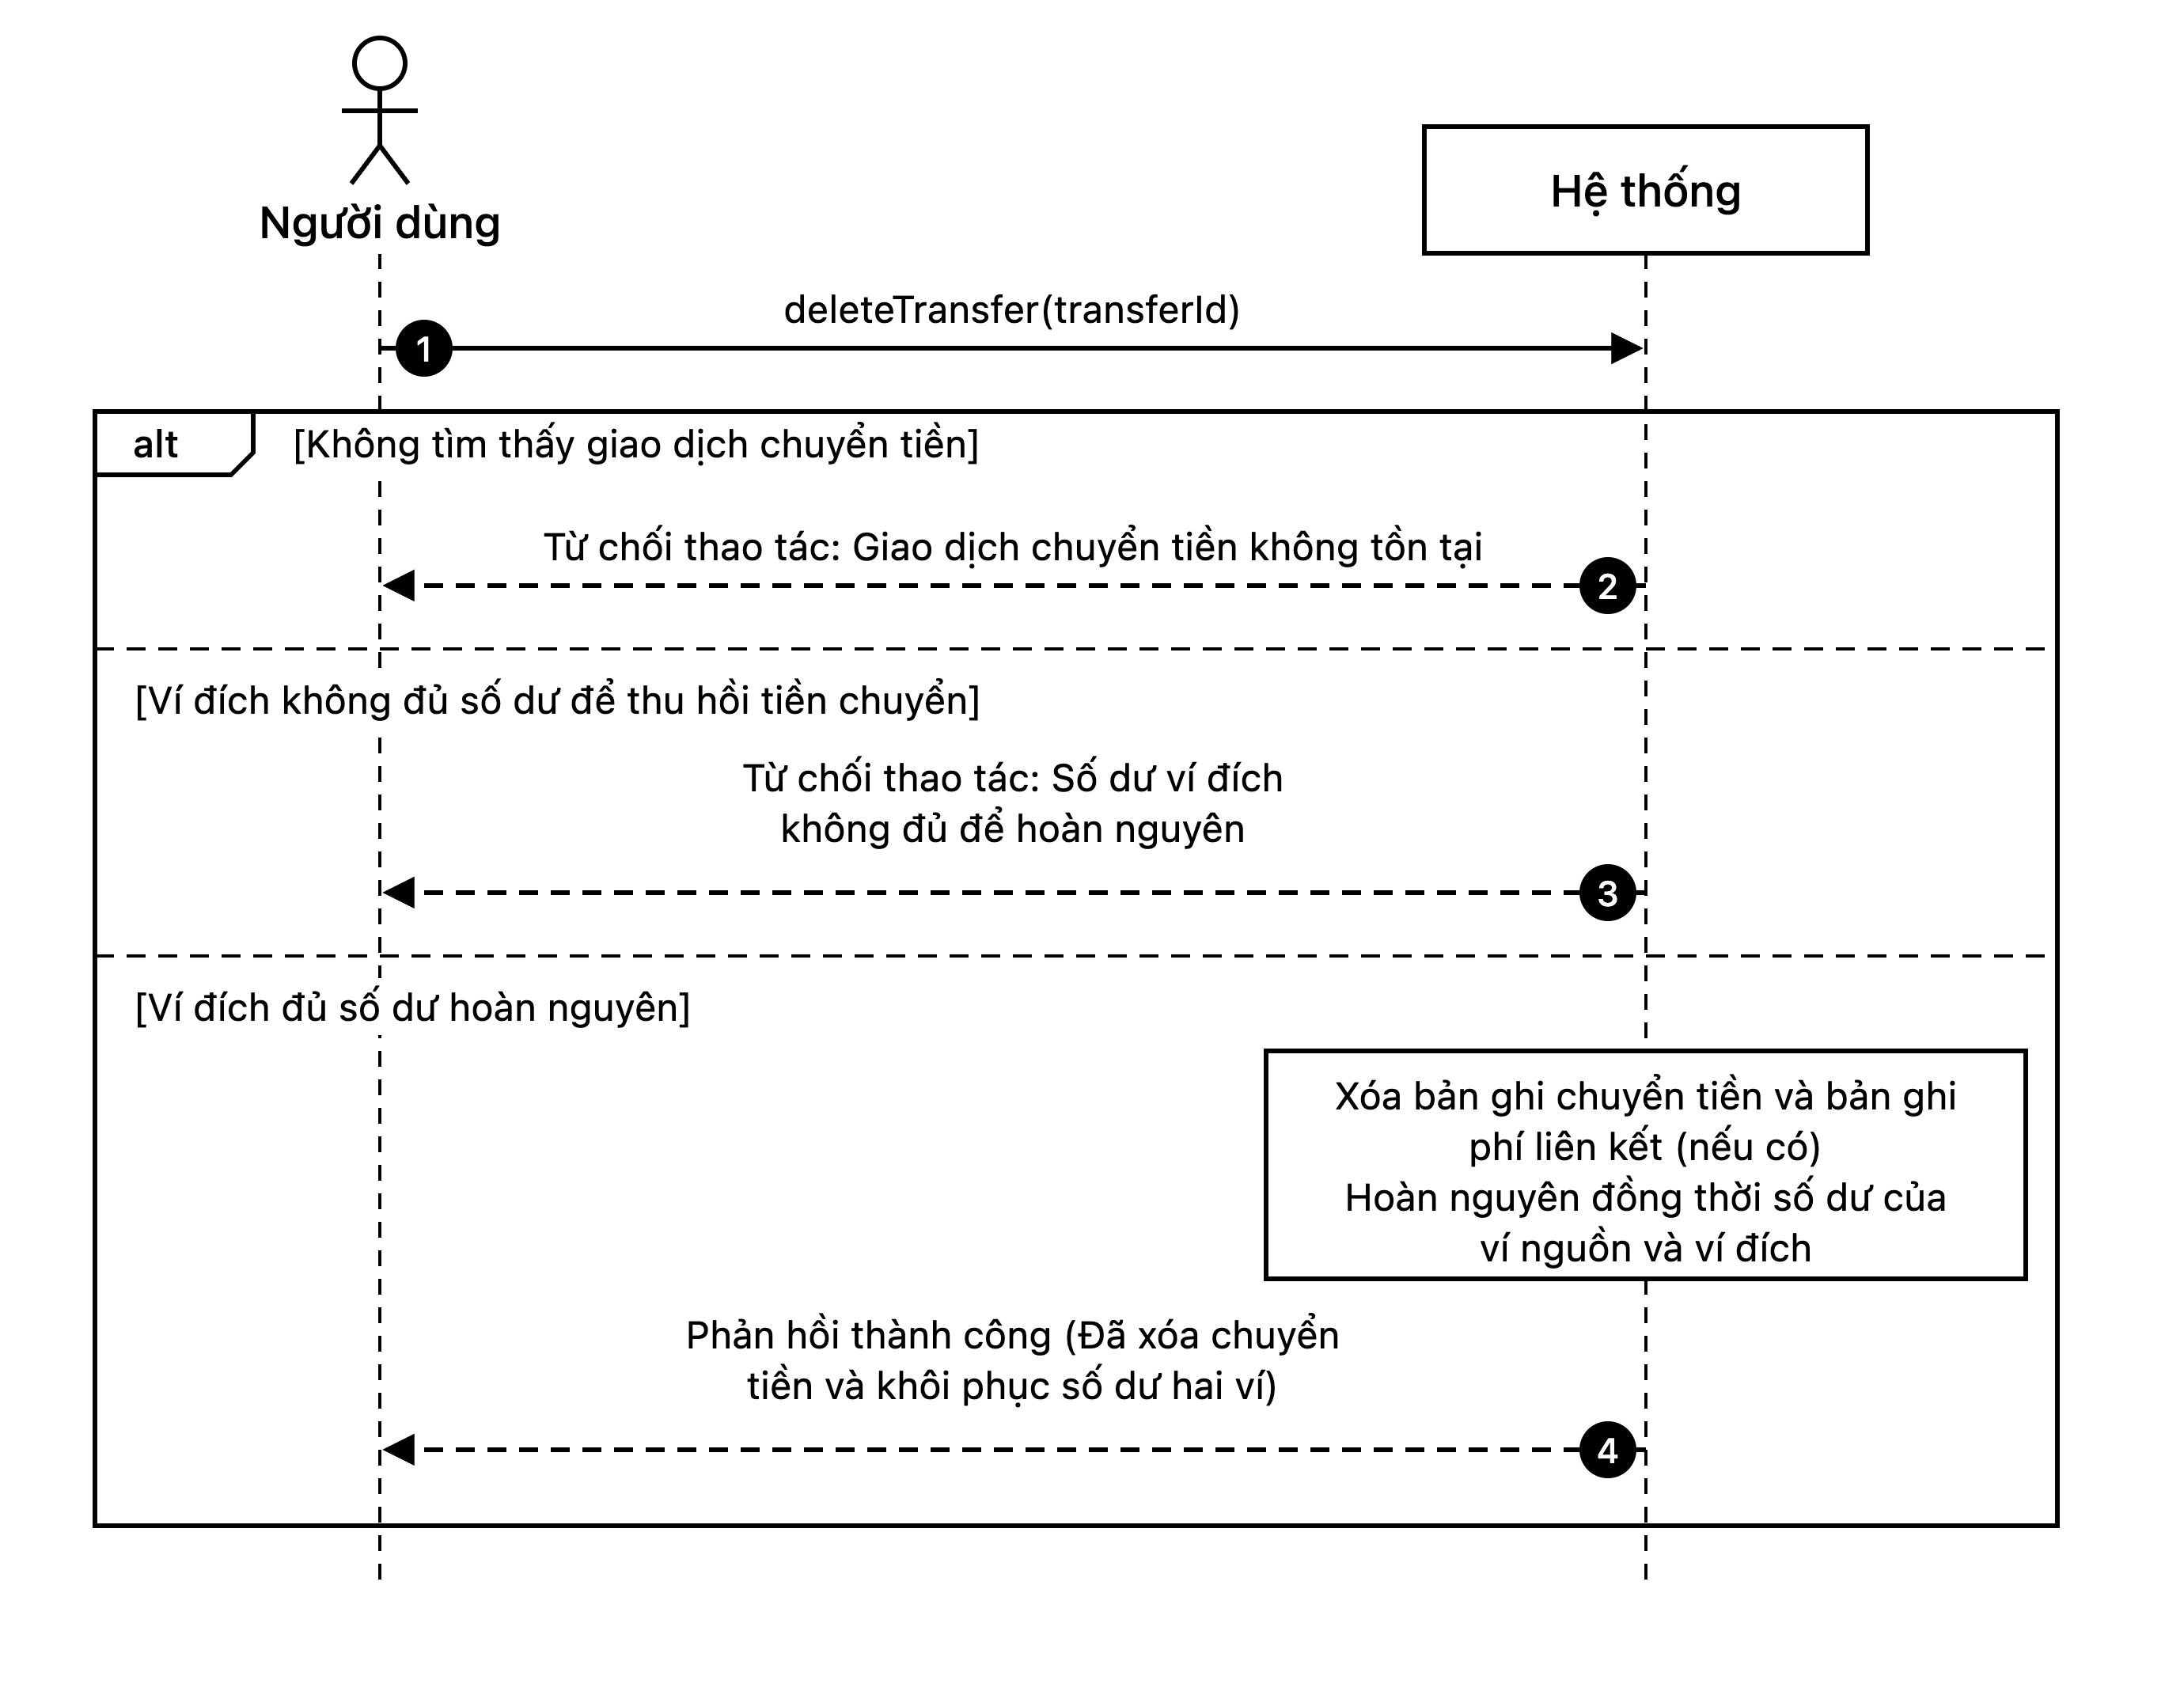 Người dùng
Hệ thống
deleteTransfer(transferId)
1
alt
[Không tìm thấy giao dịch chuyển tiền]
Từ chối thao tác: Giao dịch chuyển tiền không tồn tại
2
[Ví đích không đủ số dư để thu hồi tiền chuyển]
Từ chối thao tác: Số dư ví đích
không đủ để hoàn nguyên
3
[Ví đích đủ số dư hoàn nguyên]
Xóa bản ghi chuyển tiền và bản ghi
phí liên kết (nếu có)
Hoàn nguyên đồng thời số dư của
ví nguồn và ví đích
Phản hồi thành công (Đã xóa chuyển
tiền và khôi phục số dư hai ví)
4